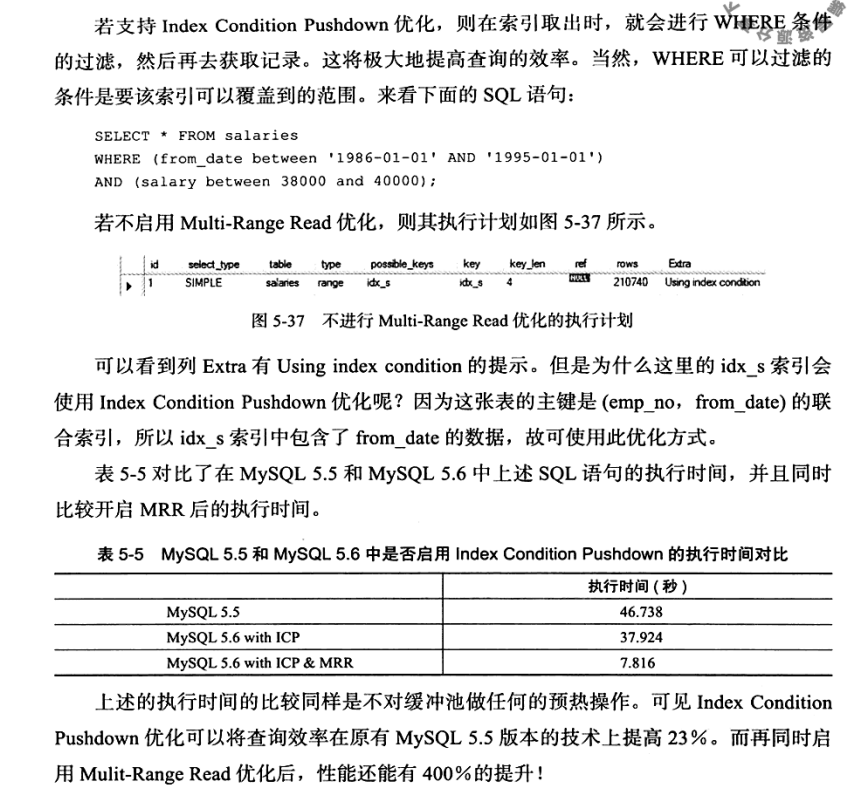 若支持 Index Condition Pushdown 优化，则在索引取出时，就会进行 WHERE 条件
的过滤，然后再去获取记录。这将极大地提高查询的效率。当然，WHERE 可以过滤的
条件是要该索引可以覆盖到的范围。来看下面的 SQL 语句：
SELECT * FROM salaries
WHERE (from_date between '1986-01-01' AND '1995-01-01')
AND (salary between 38000 and 40000);
若不启用 Multi-Range Read 优化，则其执行计划如图 5-37 所示。
id select_type table type possible_keys key key_len ref rows Extra
1 SIMPLE salaries range idx_s idx_s 4 NULL 210740 Using index condition
图 5-37 不进行 Multi-Range Read 优化的执行计划
可以看到列 Extra 有 Using index condition 的提示。但是为什么这里的 idx_s 索引会
使用 Index Condition Pushdown 优化呢？因为这张表的主键是 (emp_no，from_date) 的联
合索引，所以 idx_s 索引中包含了 from_date 的数据，故可使用此优化方式。
表 5-5 对比了在 MySQL 5.5 和 MySQL 5.6 中上述 SQL 语句的执行时间，并且同时
比较开启 MRR 后的执行时间。
表 5-5 MySQL 5.5 和 MySQL 5.6 中是否启用 Index Condition Pushdown 的执行时间对比
执行时间（秒）
MySQL 5.5 46.738
MySQL 5.6 with ICP 37.924
MySQL 5.6 with ICP & MRR 7.816
上述的执行时间的比较同样是不对缓冲池做任何的预热操作。可见 Index Condition
Pushdown 优化可以将查询效率在原有 MySQL 5.5 版本的技术上提高 23%。而再同时启
用 Mulit-Range Read 优化后，性能还能有 400%的提升！